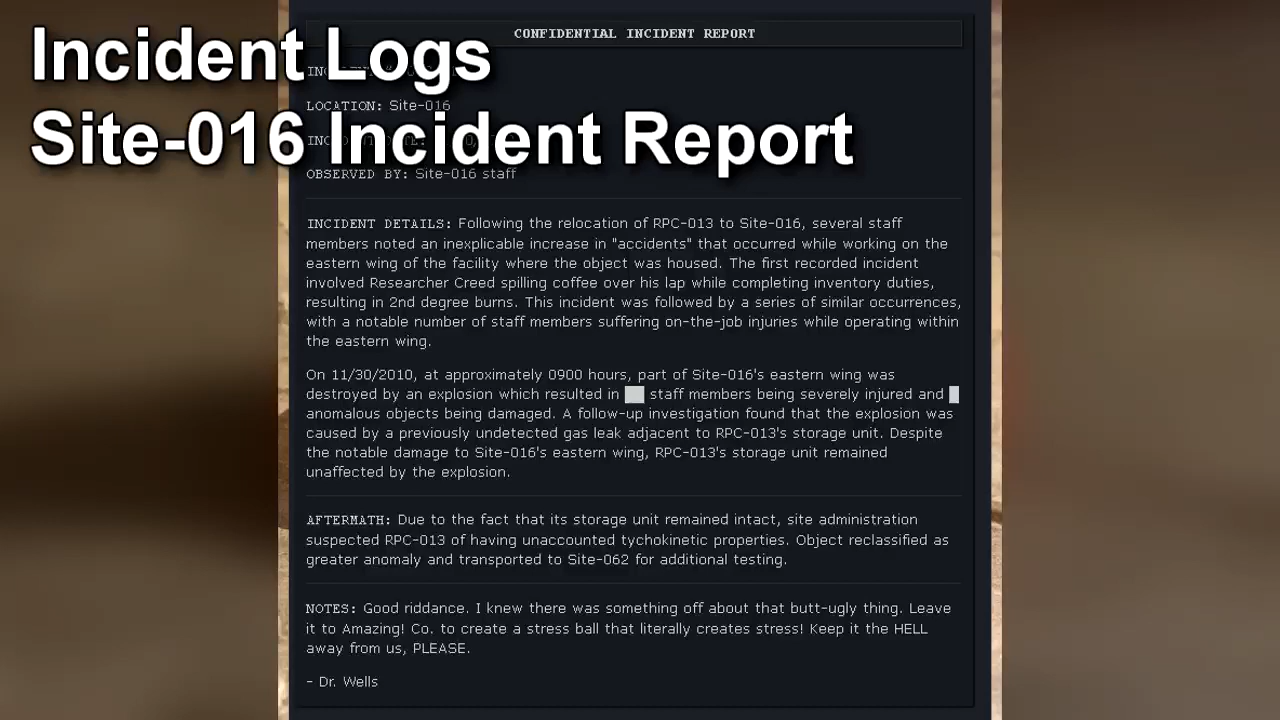 CONFIDENTIAL INCIDENT REPORT
Incident Logs
LOCATION: Site-016
Site-016 Incident Report
OBSERVED BY: Site-016 staff
INCIDENT DETAILS: Following the relocation of RPC-013 to Site-016, several staff
members noted an inexplicable increase in "accidents" that occurred while working on the
eastern wing of the facility where the object was housed. The first recorded incident
involved Researcher Creed spilling coffee over his lap while completing inventory duties,
resulting in 2nd degree burns. This incident was followed by a series of similar occurrences,
with a notable number of staff members suffering on-the-job injuries while operating within
the eastern wing.
On 11/30/2010, at approximately 0900 hours, part of Site-016's eastern wing was
destroyed by an explosion which resulted in ██ staff members being severely injured and █
anomalous objects being damaged. A follow-up investigation found that the explosion was
caused by a previously undetected gas leak adjacent to RPC-013's storage unit. Despite
the notable damage to Site-016's eastern wing, RPC-013's storage unit remained
unaffected by the explosion.
AFTERMATH: Due to the fact that its storage unit remained intact, site administration
suspected RPC-013 of having unaccounted tychokinetic properties. Object reclassified as
greater anomaly and transported to Site-062 for additional testing.
NOTES: Good riddance. I knew there was something off about that butt-ugly thing. Leave
it to Amazing! Co. to create a stress ball that literally creates stress! Keep it the HELL
away from us, PLEASE.
– Dr. Wells